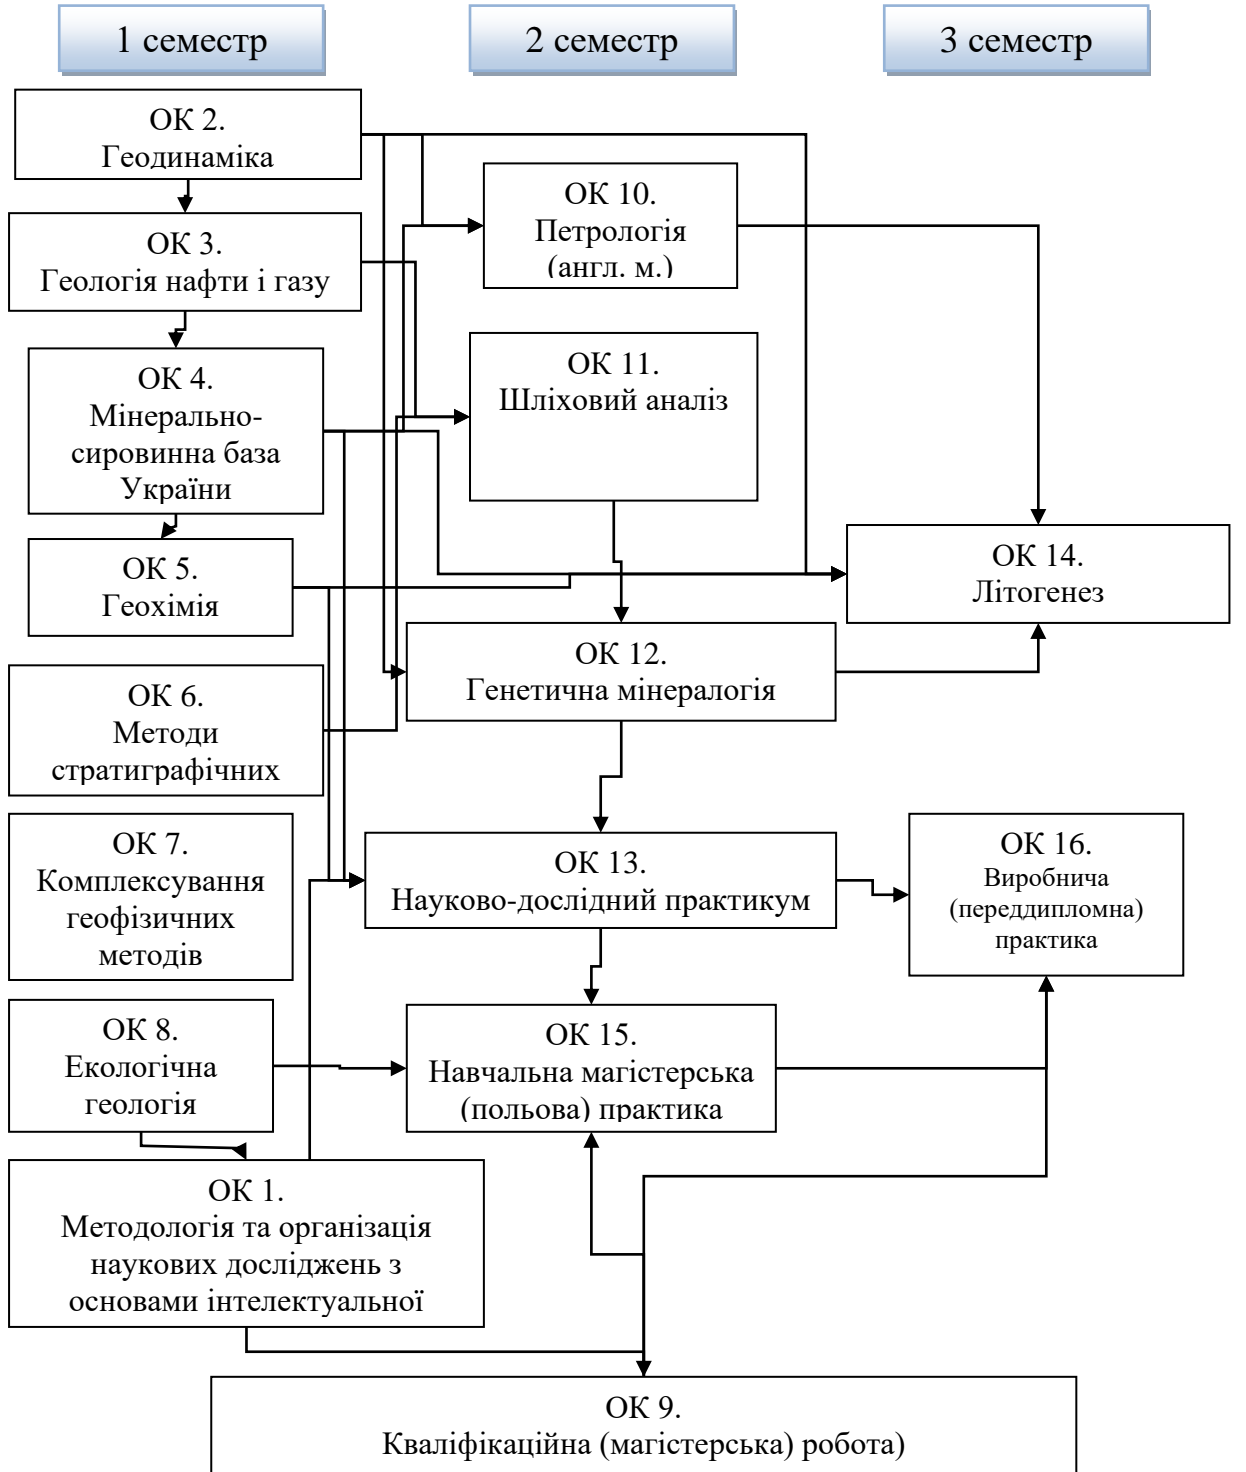 1 семестр
2 семестр
3 семестр
ОК 2.
Геодинаміка
ОК 3.
Геологія нафти і газу
ОК 4.
Мінерально-
сировинна база
України
ОК 5.
Геохімія
ОК 6.
Методи
стратиграфічних
ОК 7.
Комплексування
геофізичних
методів
ОК 8.
Екологічна
геологія
ОК 1.
Методологія та організація
наукових досліджень з
основами інтелектуальної
ОК 10.
Петрологія
(англ. м.)
ОК 11.
Шліховий аналіз
ОК 12.
Генетична мінералогія
ОК 13.
Науково-дослідний практикум
ОК 15.
Навчальна магістерська
(польова) практика
ОК 14.
Літогенез
ОК 16.
Виробнича
(переддипломна)
практика
ОК 9.
Кваліфікаційна (магістерська) робота)